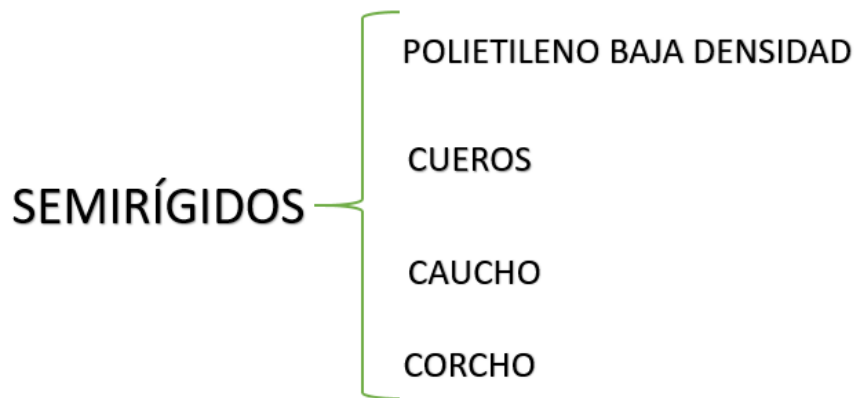 SEMIRÍGIDOS
POLIETILENO BAJA DENSIDAD
CUEROS
CAUCHO
CORCHO